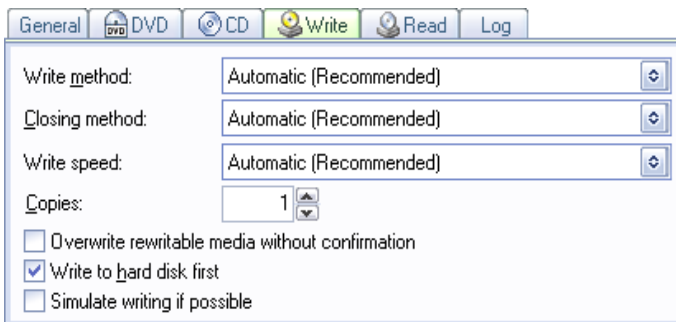 General DVD CD Write Read Log
Write method: Automatic (Recommended)
Closing method: Automatic (Recommended)
Write speed: Automatic (Recommended)
Copies: 1
Overwrite rewritable media without confirmation
Write to hard disk first
Simulate writing if possible